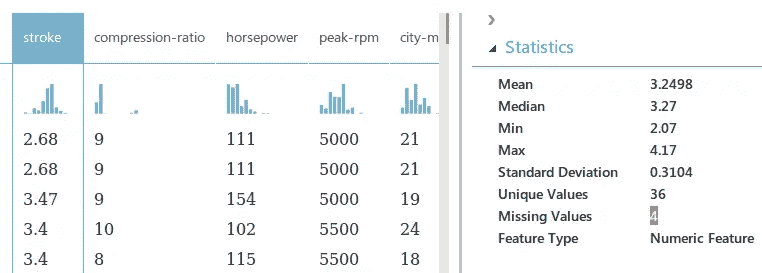 stroke compression-ratio horsepower peak-rpm city-m
2.68 9 111 5000 21
2.68 9 111 5000 21
3.47 9 154 5000 19
3.4 10 102 5500 24
3.4 8 115 5500 18
Statistics
Mean 3.2498
Median 3.27
Min 2.07
Max 4.17
Standard Deviation 0.3104
Unique Values 36
Missing Values 4
Feature Type Numeric Feature